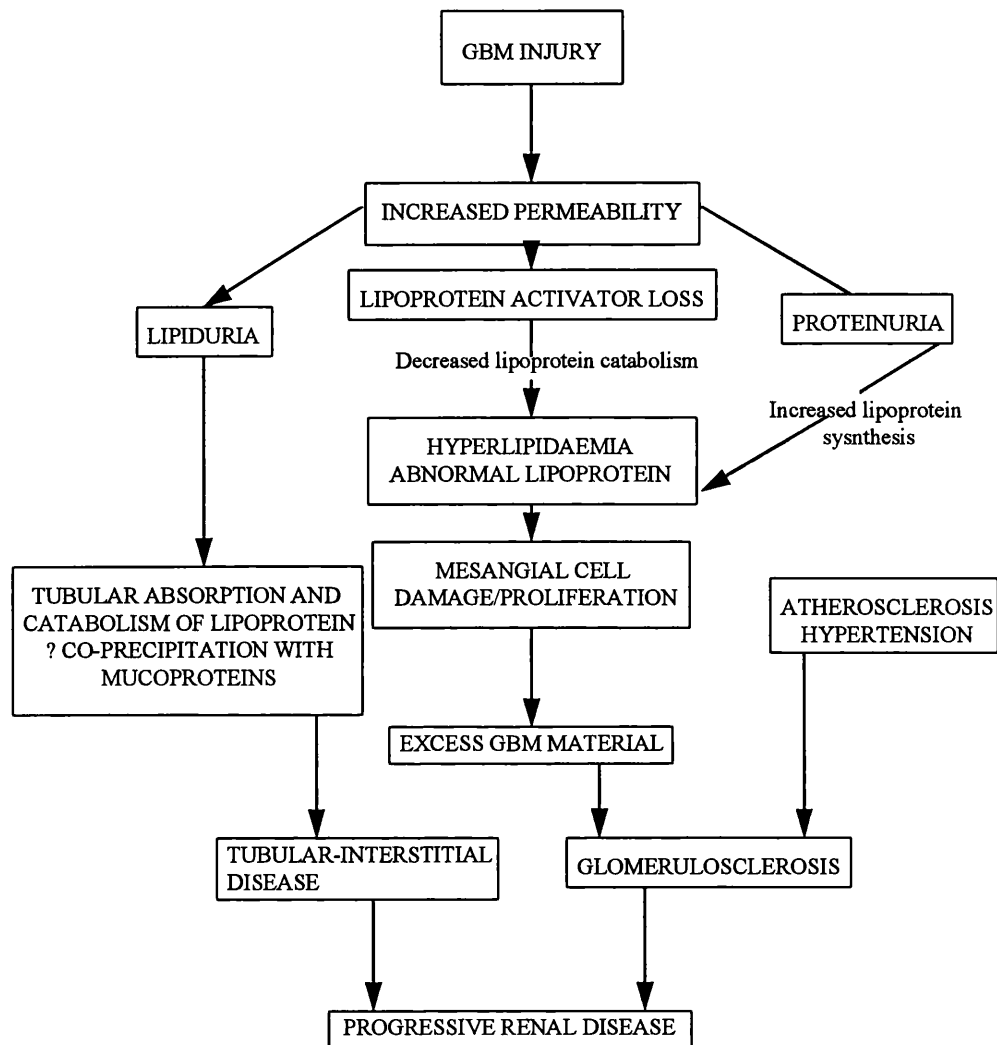 GBM INJURY
INCREASED PERMEABILITY
LIPOPROTEIN ACTIVATOR LOSS
LIPIDURIA
PROTEINURIA
Decreased lipoprotein catabolism
Increased lipoprotein
sysnthesis
HYPERLIPIDAEMIA
ABNORMAL LIPOPROTEIN
MESANGIAL CELL
DAMAGE/PROLIFERATION
TUBULAR ABSORPTION AND
CATABOLISM OF LIPOPROTEIN
? CO-PRECIPITATION WITH
MUCOPROTEINS
ATHEROSCLEROSIS
HYPERTENSION
EXCESS GBM MATERIAL
TUBULAR-INTERSTITIAL
DISEASE
GLOMERULOSCLEROSIS
PROGRESSIVE RENAL DISEASE